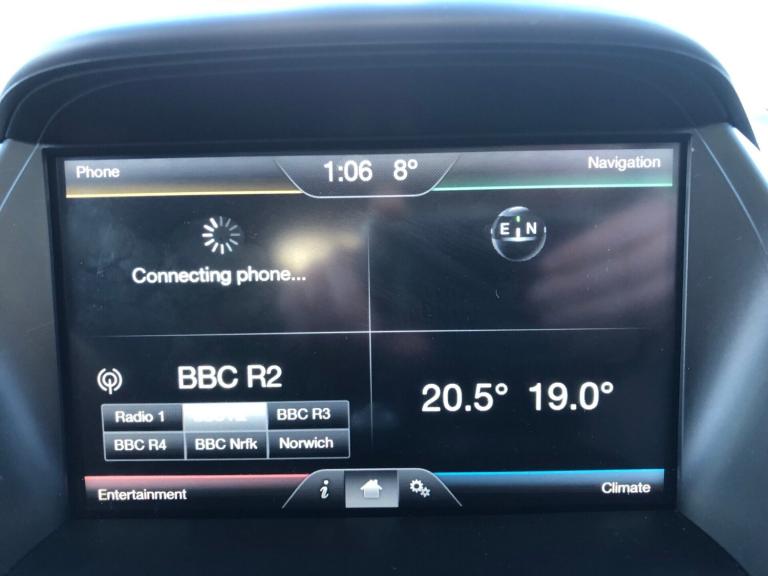 Phone
1:06 8°
Navigation
E N
Connecting phone...
BBC R2
Radio 1
BBC R3
BBC R4
BBC Nrfk
Norwich
20.5° 19.0°
Entertainment
i
Climate